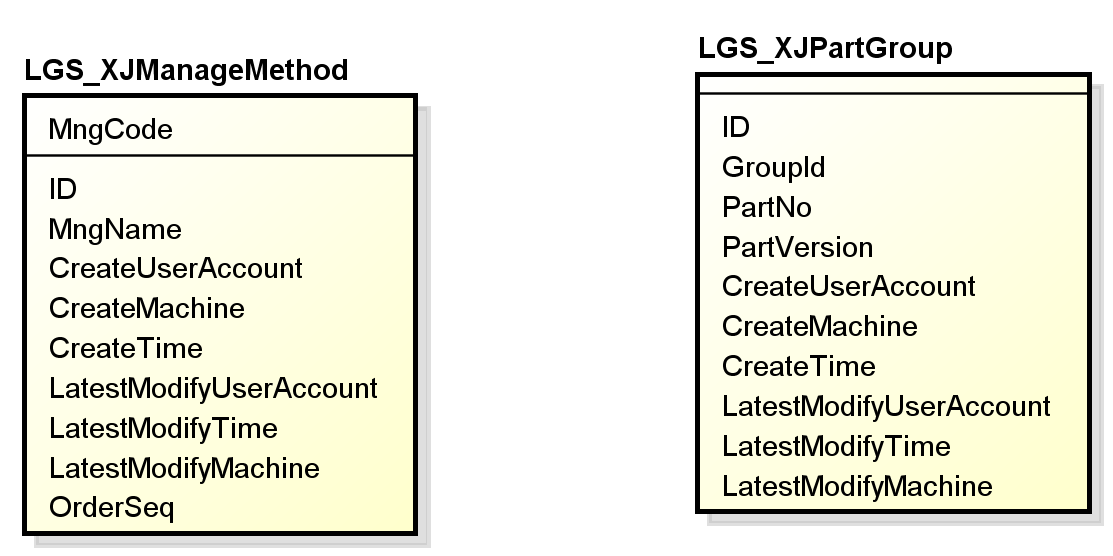 LGS_XJManageMethod
MngCode
ID
MngName
CreateUserAccount
CreateMachine
CreateTime
LatestModifyUserAccount
LatestModifyTime
LatestModifyMachine
OrderSeq
LGS_XJPartGroup
ID
GroupId
PartNo
PartVersion
CreateUserAccount
CreateMachine
CreateTime
LatestModifyUserAccount
LatestModifyTime
LatestModifyMachine